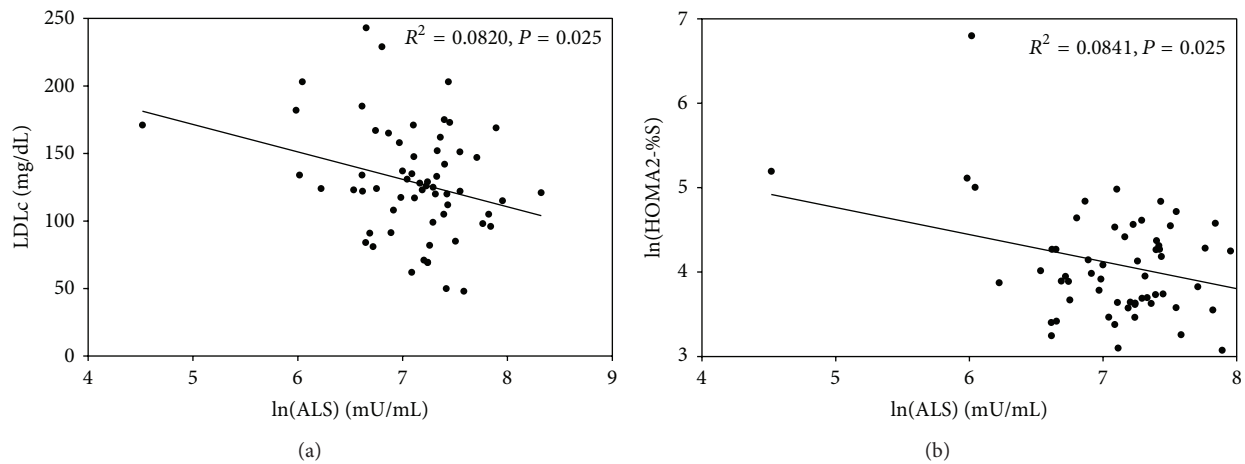 250
200
150
100
50
0
LDLc (mg/dL)
R² = 0.0820, P = 0.025
4 5 6 7 8 9
ln(ALS) (mU/mL)
(a)
7
6
5
4
3
ln(HOMA2-%S)
R² = 0.0841, P = 0.025
4 5 6 7 8
ln(ALS) (mU/mL)
(b)